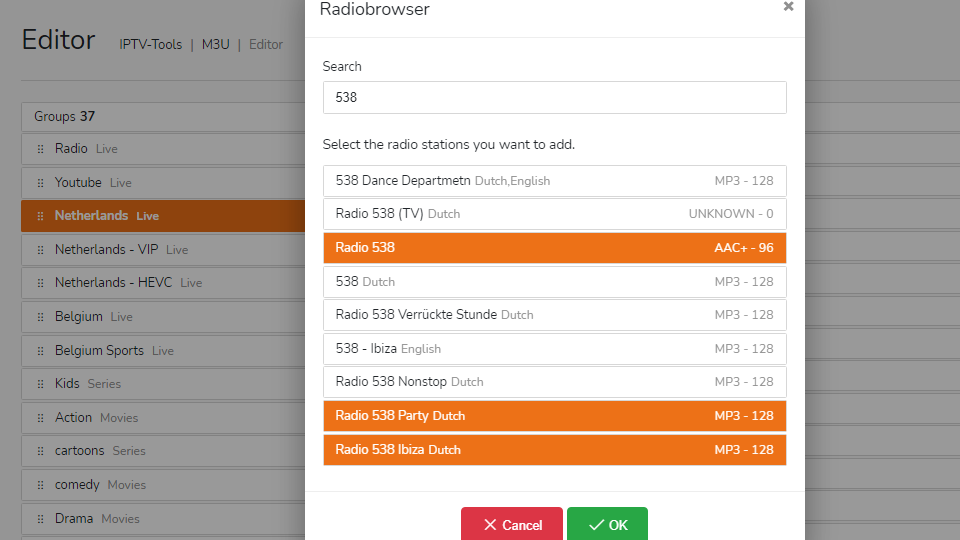 Radiobrowser ×
Editor IPTV-Tools | M3U | Editor
Search
538
Groups 37
Select the radio stations you want to add.
Radio Live
Youtube Live
Netherlands Live
Netherlands - VIP Live
Netherlands - HEVC Live
Belgium Live
Belgium Sports Live
Kids Series
Action Movies
cartoons Series
comedy Movies
Drama Movies
538 Dance Departmetn Dutch,English MP3 - 128
Radio 538 (TV) Dutch UNKNOWN - 0
Radio 538 AAC+ - 96
538 Dutch MP3 - 128
Radio 538 Verrückte Stunde Dutch MP3 - 128
538 - Ibiza English MP3 - 128
Radio 538 Nonstop Dutch MP3 - 128
Radio 538 Party Dutch MP3 - 128
Radio 538 Ibiza Dutch MP3 - 128
Cancel OK